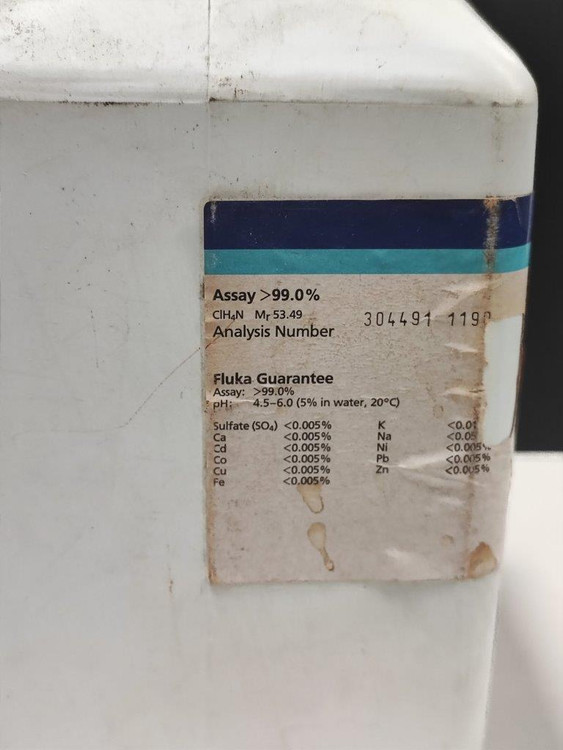 Assay >99.0%
ClH₄N Mr 53.49
Analysis Number 304491
Fluka Guarantee
Assay: >99.0%
pH: 4.5–6.0 (5% in water, 20°C)
Sulfate (SO₄) <0.005% K
Ca <0.005% Na
Cd <0.005% Ni <0.005%
Co <0.005% Pb <0.005%
Cu <0.005% Zn <0.005%
Fe <0.005%